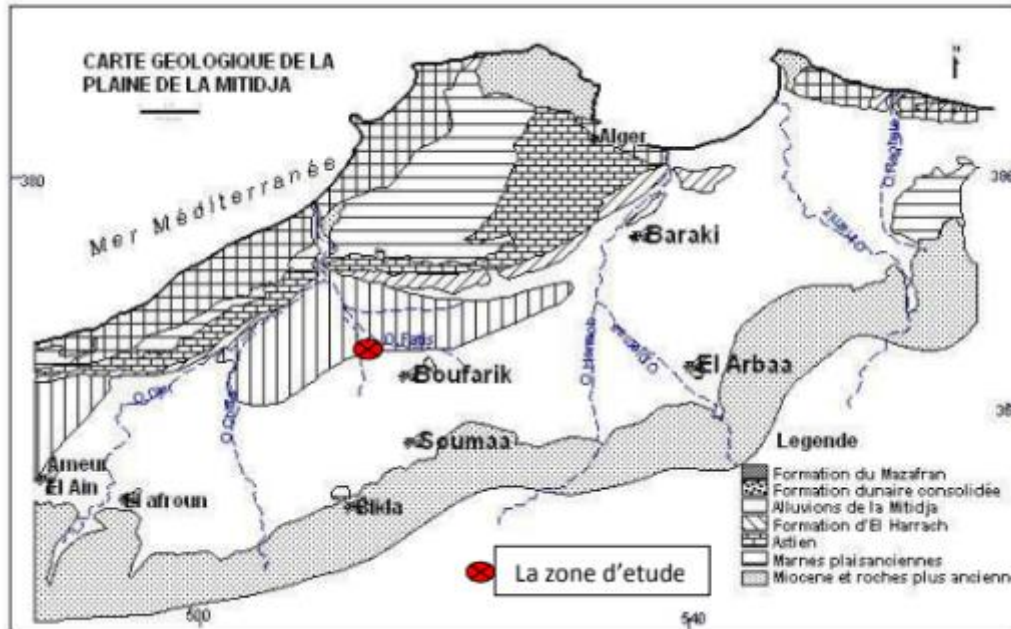 CARTE GEOLOGIQUE DE LA
PLAINE DE LA MITIDJA
Alger
380
Mer Méditerranée
Baraki
O. Fatis
Boufarik
El Arbaa
Soumaa
Legende
Ameur
El Ain
El afroun
Blida
Formation du Mazafran
Formation dunaire consolidée
Alluvions de la Mitidja
Formation d'El Harrach
Astien
Marnes plaisanciennes
Miocene et roches plus ancienn
La zone d'etude
540